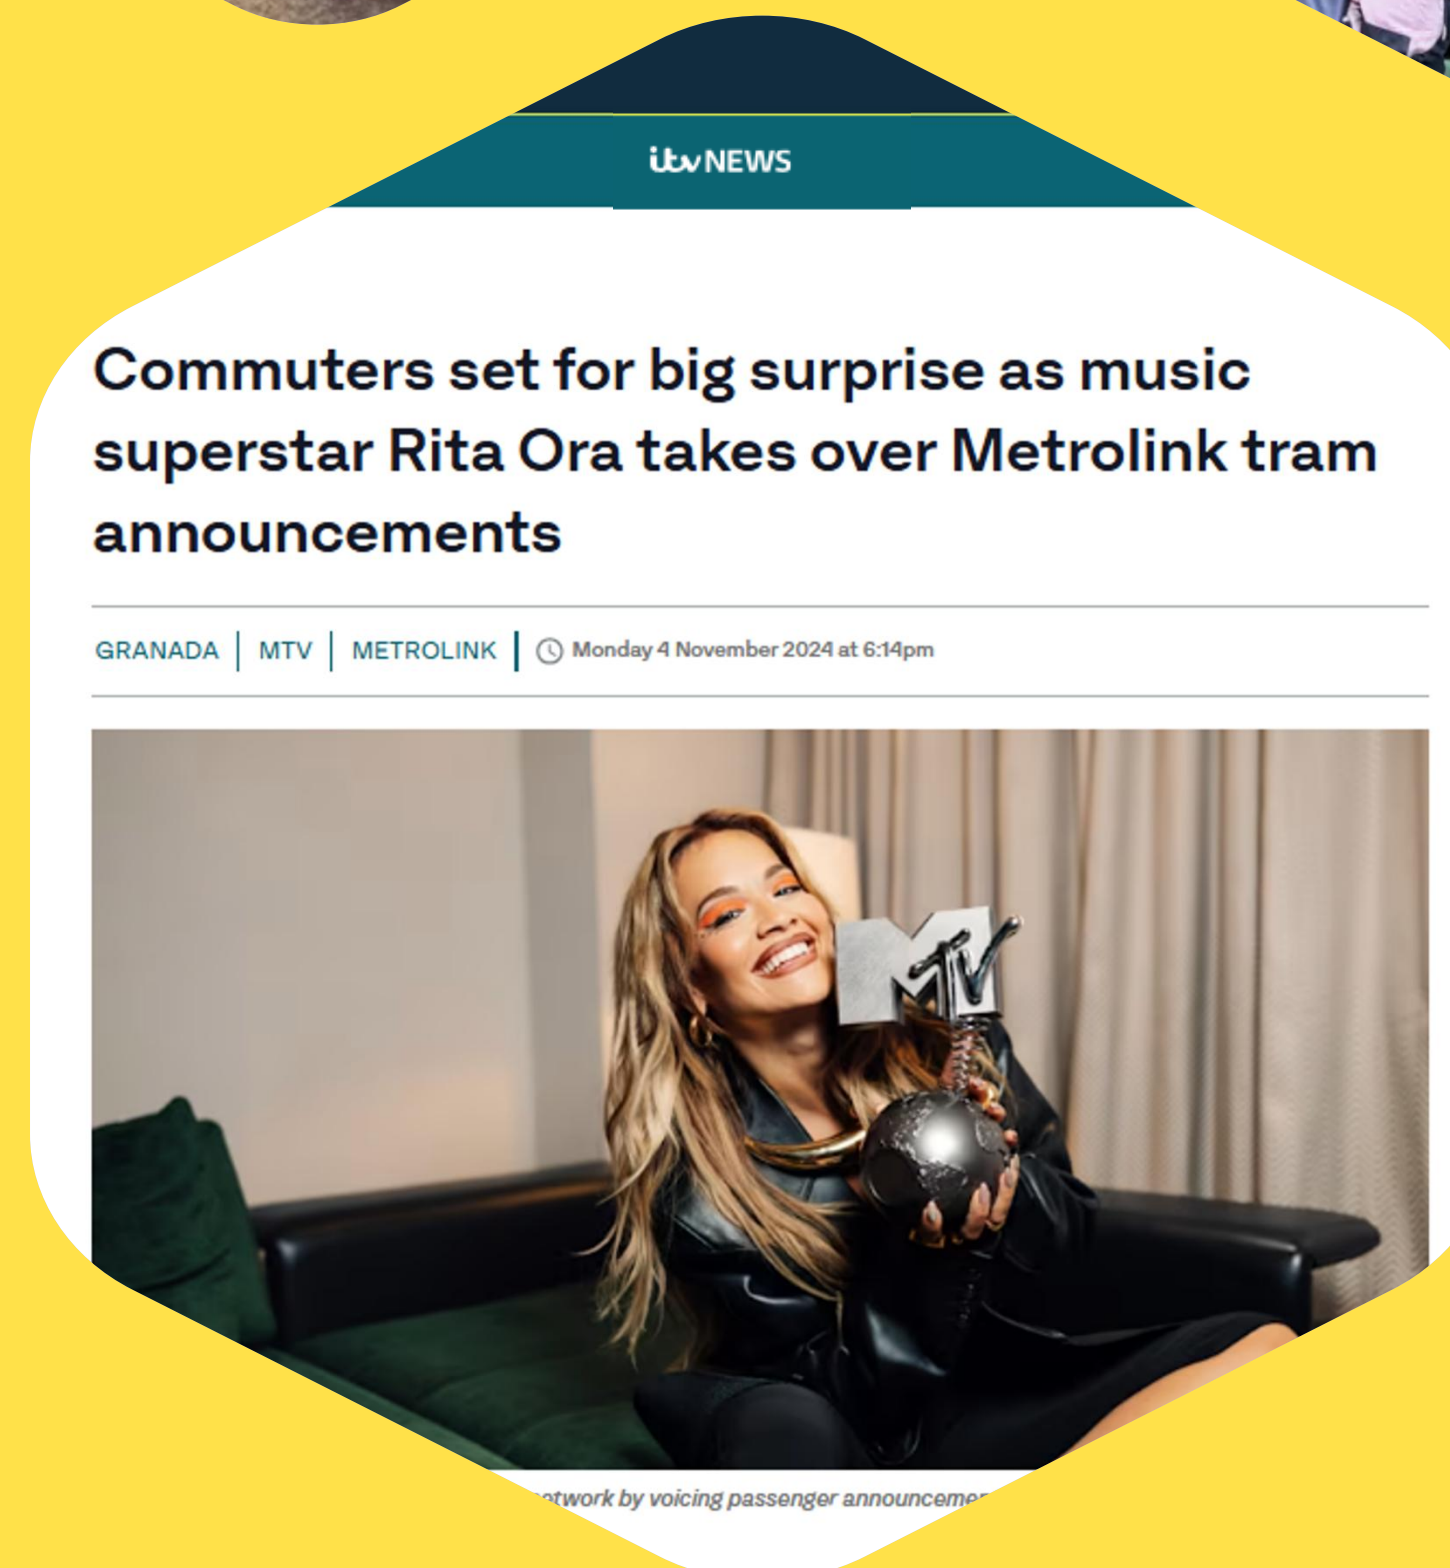 itv NEWS
Commuters set for big surprise as music
superstar Rita Ora takes over Metrolink tram
announcements
GRANADA MTV METROLINK Monday 4 November 2024 at 6:14pm
MTV
network by voicing passenger